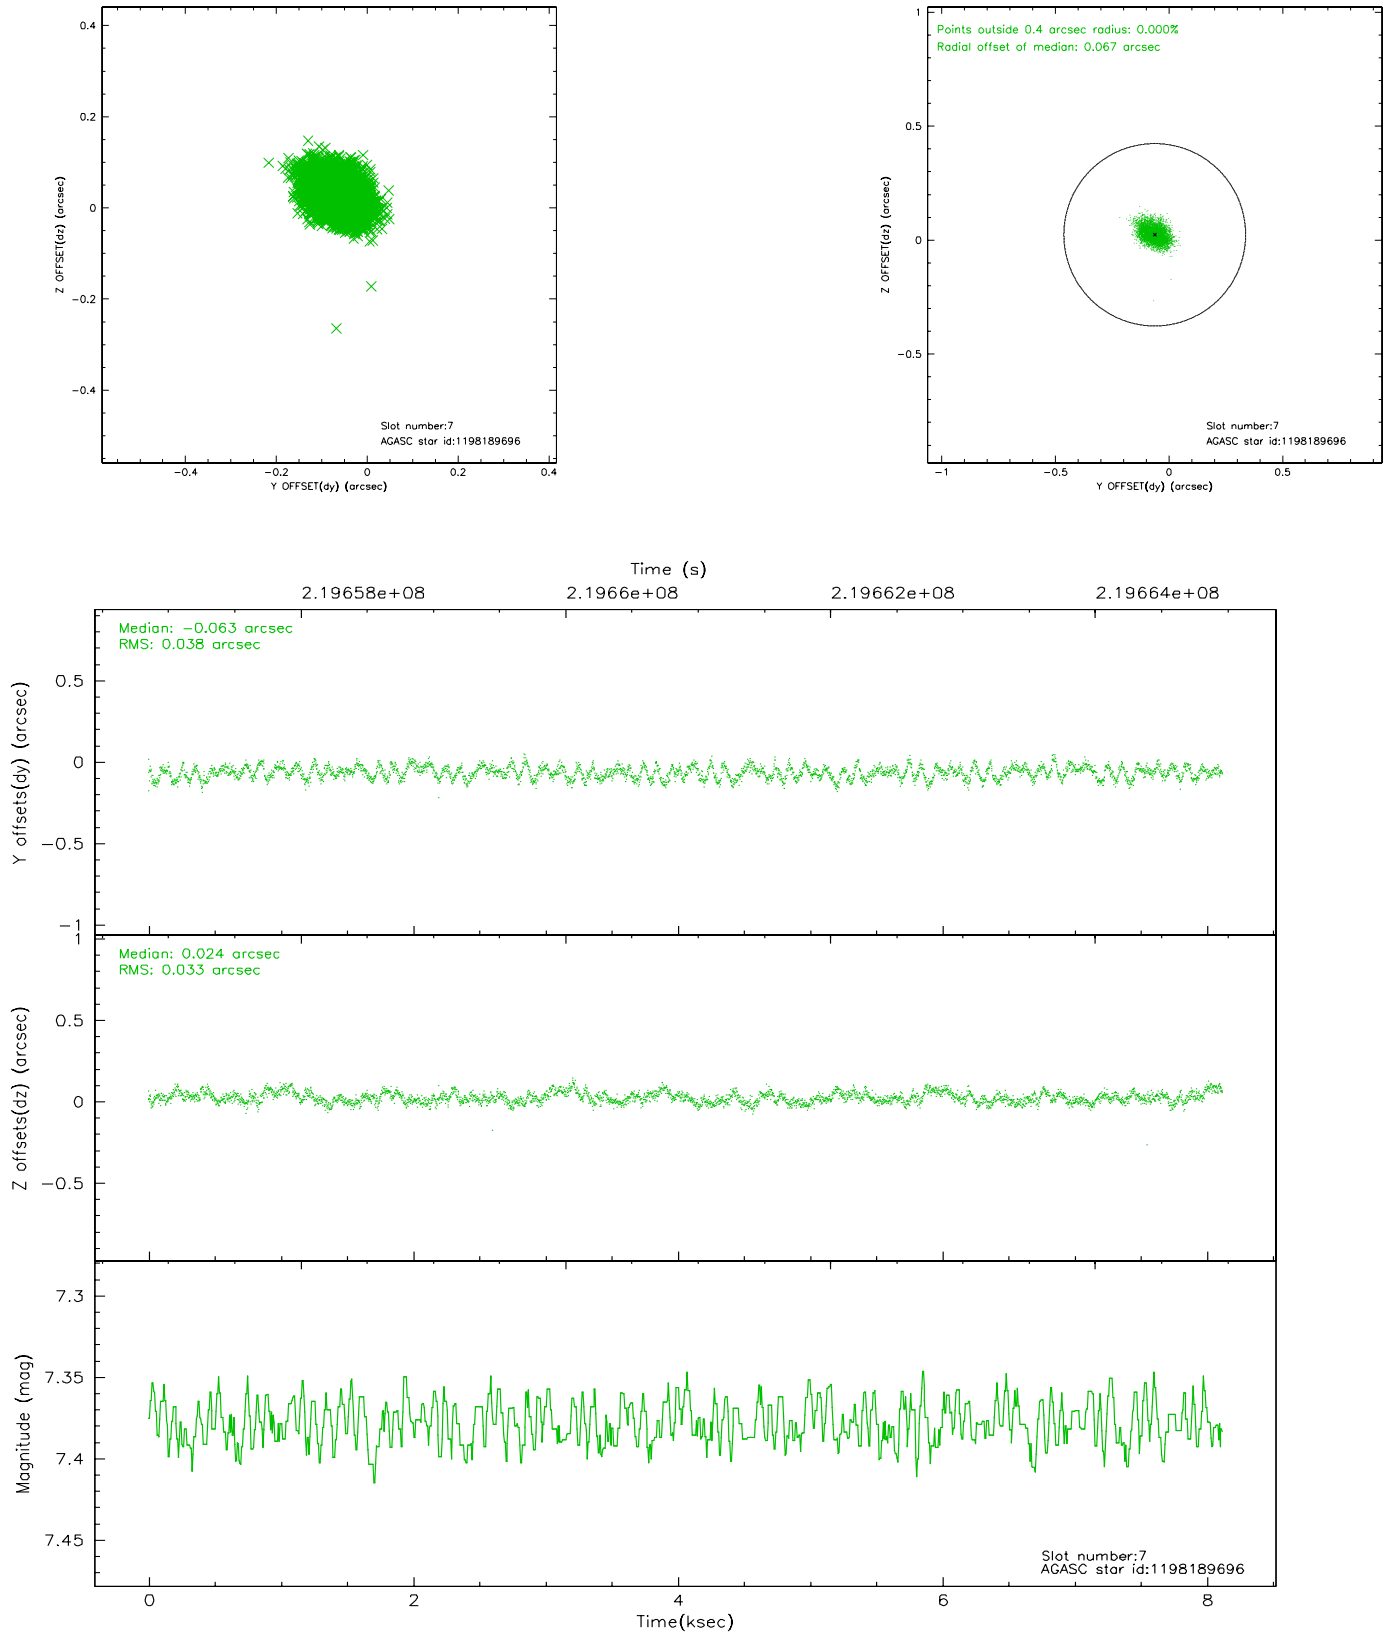 0.4
0.2
0
−0.2
−0.4
Z OFFSET(dz) (arcsec)
Slot number:7
AGASC star id:1198189696
−0.4 −0.2 0 0.2 0.4
Y OFFSET(dy) (arcsec)
Points outside 0.4 arcsec radius: 0.000%
Radial offset of median: 0.067 arcsec
1
0.5
0
−0.5
Z OFFSET(dz) (arcsec)
Slot number:7
AGASC star id:1198189696
−1 −0.5 0 0.5
Y OFFSET(dy) (arcsec)
Time (s)
2.19658e+08 2.1966e+08 2.19662e+08 2.19664e+08
Median: −0.063 arcsec
RMS: 0.038 arcsec
0.5
0
−0.5
−1
Y offsets(dy) (arcsec)
Median: 0.024 arcsec
RMS: 0.033 arcsec
1
0.5
0
−0.5
Z offsets(dz) (arcsec)
7.3
7.35
7.4
7.45
Magnitude (mag)
Slot number:7
AGASC star id:1198189696
0 2 4 6 8
Time(ksec)